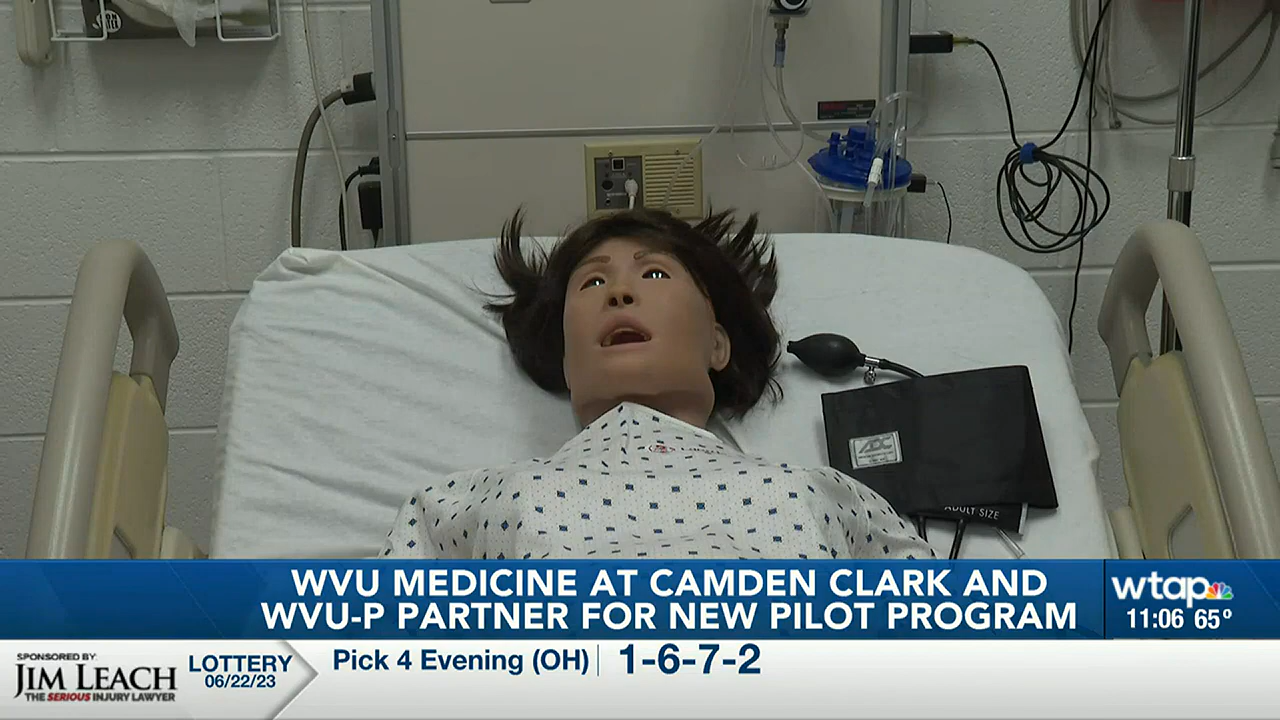 ADC
ADULT SIZE
WVU MEDICINE AT CAMDEN CLARK AND
WVU-P PARTNER FOR NEW PILOT PROGRAM
wtap
11:06 65°
SPONSORED BY:
JIM LEACH
THE SERIOUS INJURY LAWYER
LOTTERY
06/22/23
Pick 4 Evening (OH) 1-6-7-2